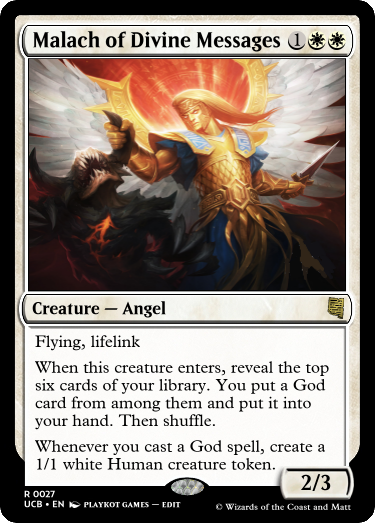 Malach of Divine Messages 1
Creature — Angel
Flying, lifelink
When this creature enters, reveal the top
six cards of your library. You put a God
card from among them and put it into
your hand. Then shuffle.
Whenever you cast a God spell, create a
1/1 white Human creature token.
2/3
R 0027
UCB • EN PLAYKOT GAMES — EDIT
© Wizards of the Coast and Matt